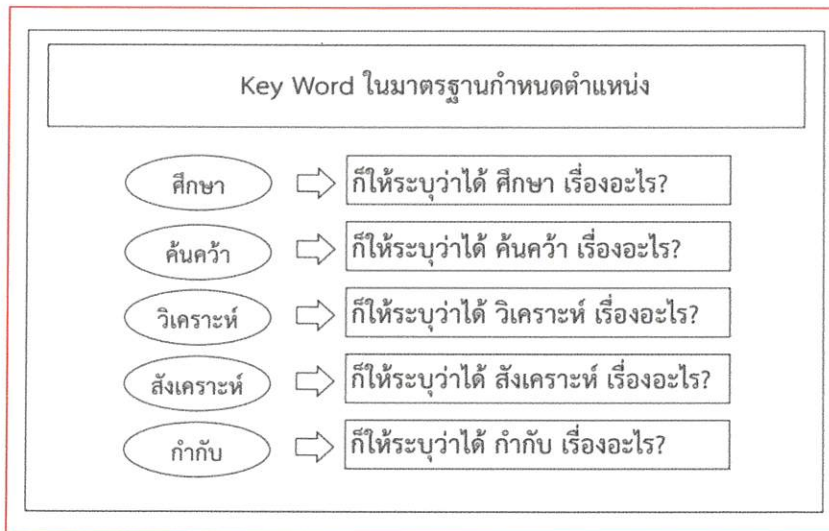 Key Word ในมาตรฐานกำหนดตำแหน่ง
ศึกษา ก็ให้ระบุว่าได้ ศึกษา เรื่องอะไร?
ค้นคว้า ก็ให้ระบุว่าได้ ค้นคว้า เรื่องอะไร?
วิเคราะห์ ก็ให้ระบุว่าได้ วิเคราะห์ เรื่องอะไร?
สังเคราะห์ ก็ให้ระบุว่าได้ สังเคราะห์ เรื่องอะไร?
กำกับ ก็ให้ระบุว่าได้ กำกับ เรื่องอะไร?